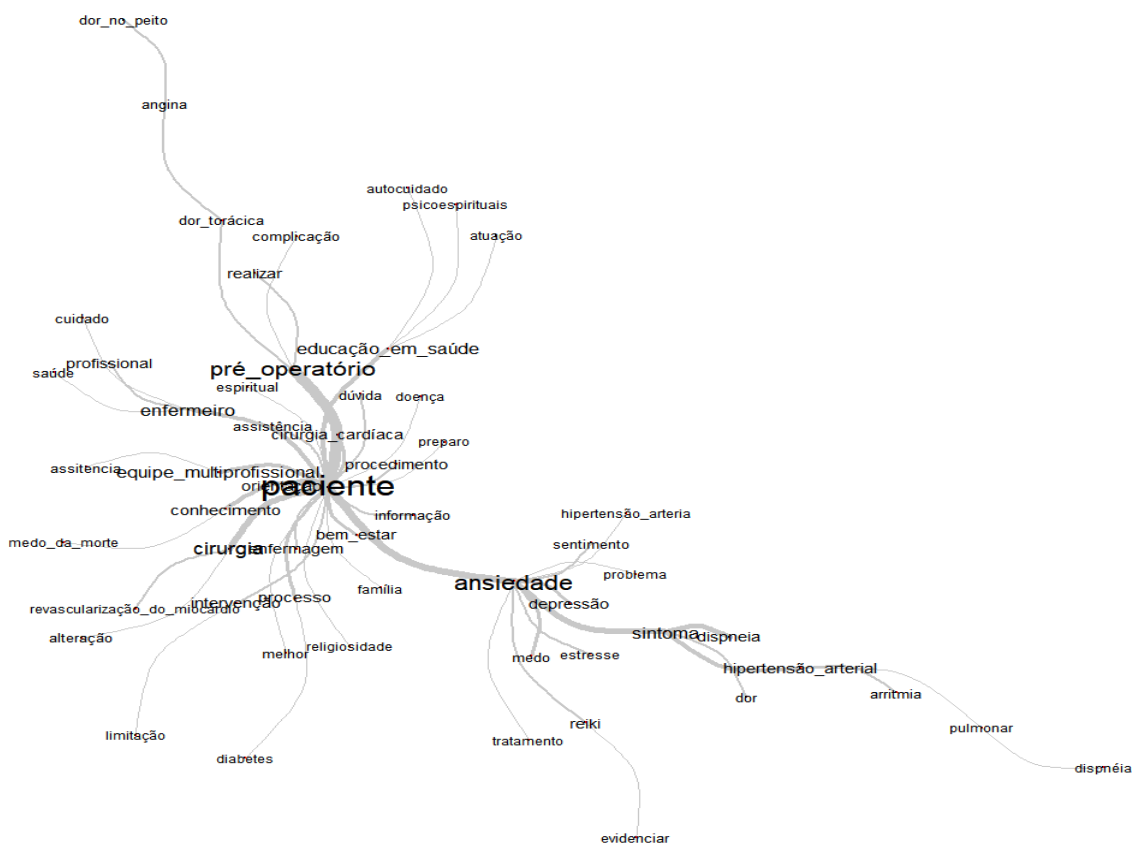 dor_no_peito
angina
autocuidado
psicoespirituais
dor_torácica
complicação
atuação
realizar
cuidado
educação_em_saúde
profissional
pré_operatório
saúde
espiritual
dúvida
doença
enfermeiro
assistência
cirurgia_cardíaca
preparo
procedimento
assitencia
equipe_multiprofissional
orientação
paciente
conhecimento
informação
hipertensão_arteria
bem_estar
medo_da_morte
cirurgia
enfermagem
sentimento
problema
ansiedade
família
intervenção
processo
depressão
revascularização_do_miocárdio
alteração
sintoma
dispneia
religiosidade
melhor
medo
estresse
hipertensão_arterial
dor
arritmia
reiki
pulmonar
limitação
tratamento
diabetes
dispnéia
evidenciar